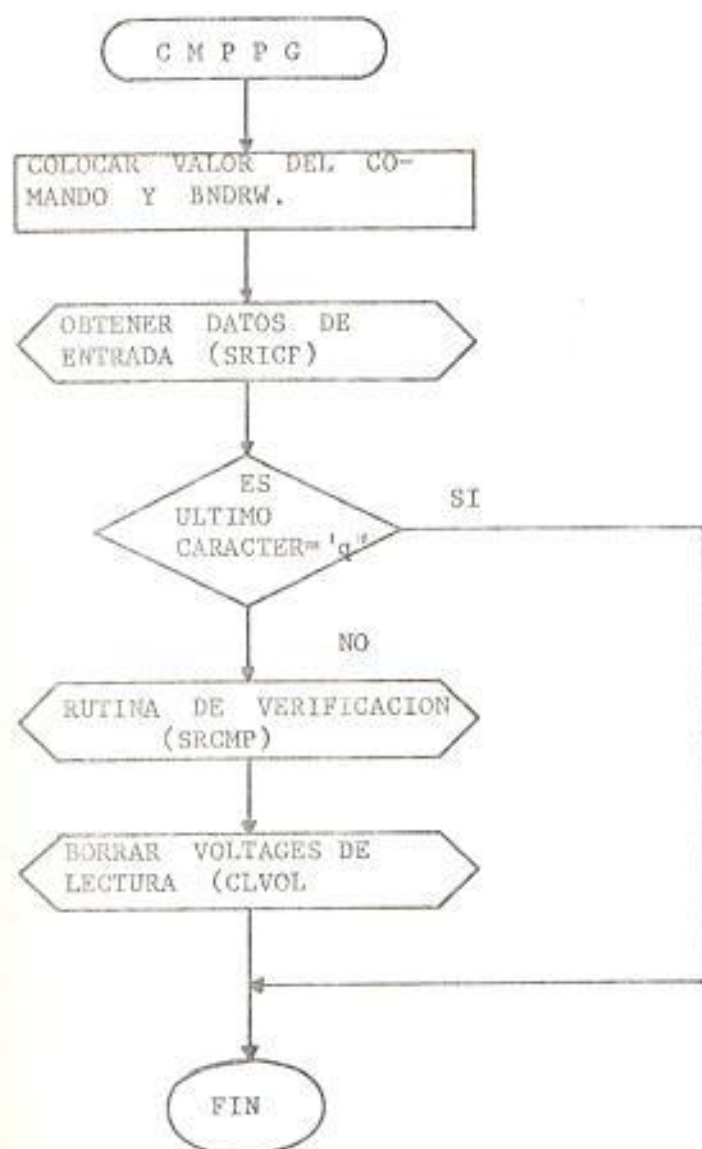 C M P P G
COLOCAR VALOR DEL CO-
MANDO Y BNDRW.
OBTENER DATOS DE
ENTRADA (SRICF)
ES
ULTIMO
CARACTER='q'
SI
NO
RUTINA DE VERIFICACION
(SRCMP)
BORRAR VOLTAGES DE
LECTURA (CLVOL
FIN